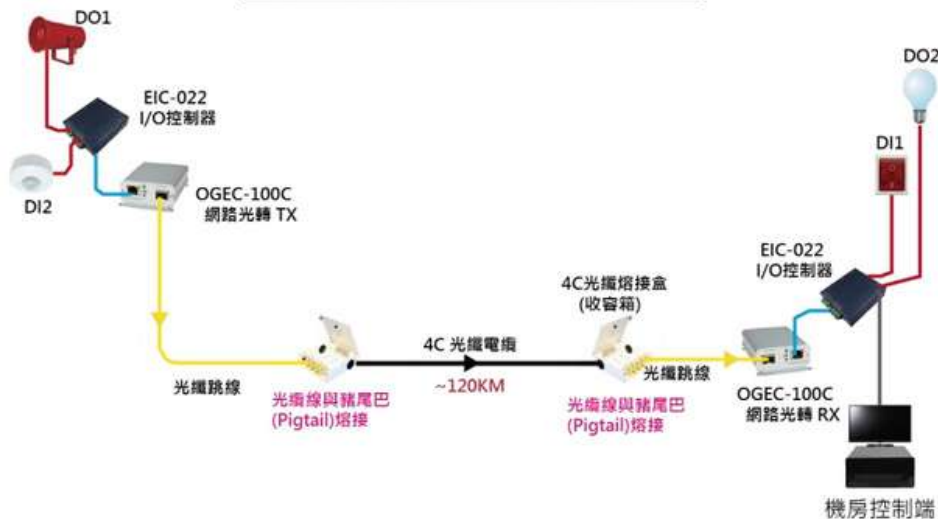 DO1
EIC-022
I/O控制器
DI2
OGEC-100C
網路光轉 TX
光纖跳線
光纜線與豬尾巴
(Pigtail)熔接
4C 光纖電纜
~120KM
4C光纖熔接盒
(收容箱)
光纖跳線
光纜線與豬尾巴
(Pigtail)熔接
DO2
DI1
EIC-022
I/O控制器
OGEC-100C
網路光轉 RX
機房控制端